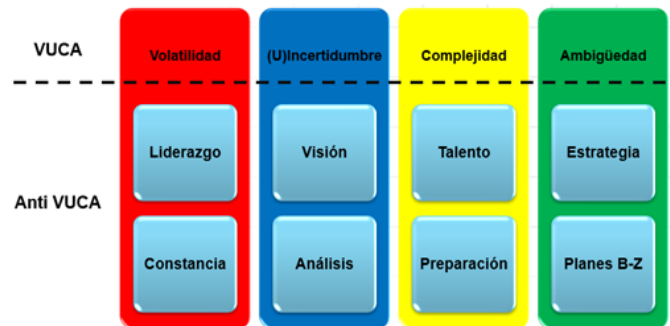 VUCA
Volatilidad
(U)Incertidumbre
Complejidad
Ambigüedad
Anti VUCA
Liderazgo
Visión
Talento
Estrategia
Constancia
Análisis
Preparación
Planes B-Z